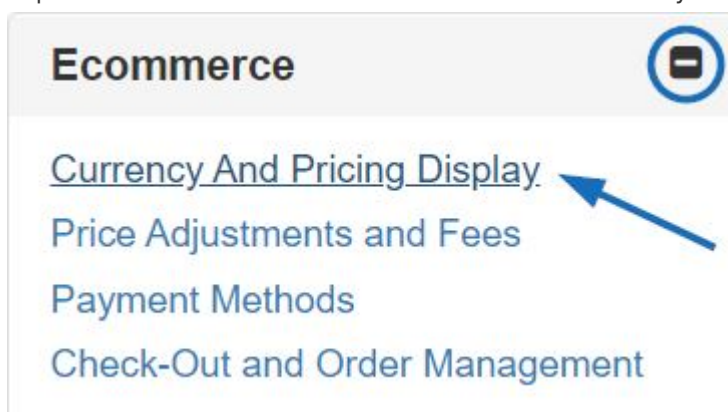 Ecommerce
Currency And Pricing Display
Price Adjustments and Fees
Payment Methods
Check-Out and Order Management